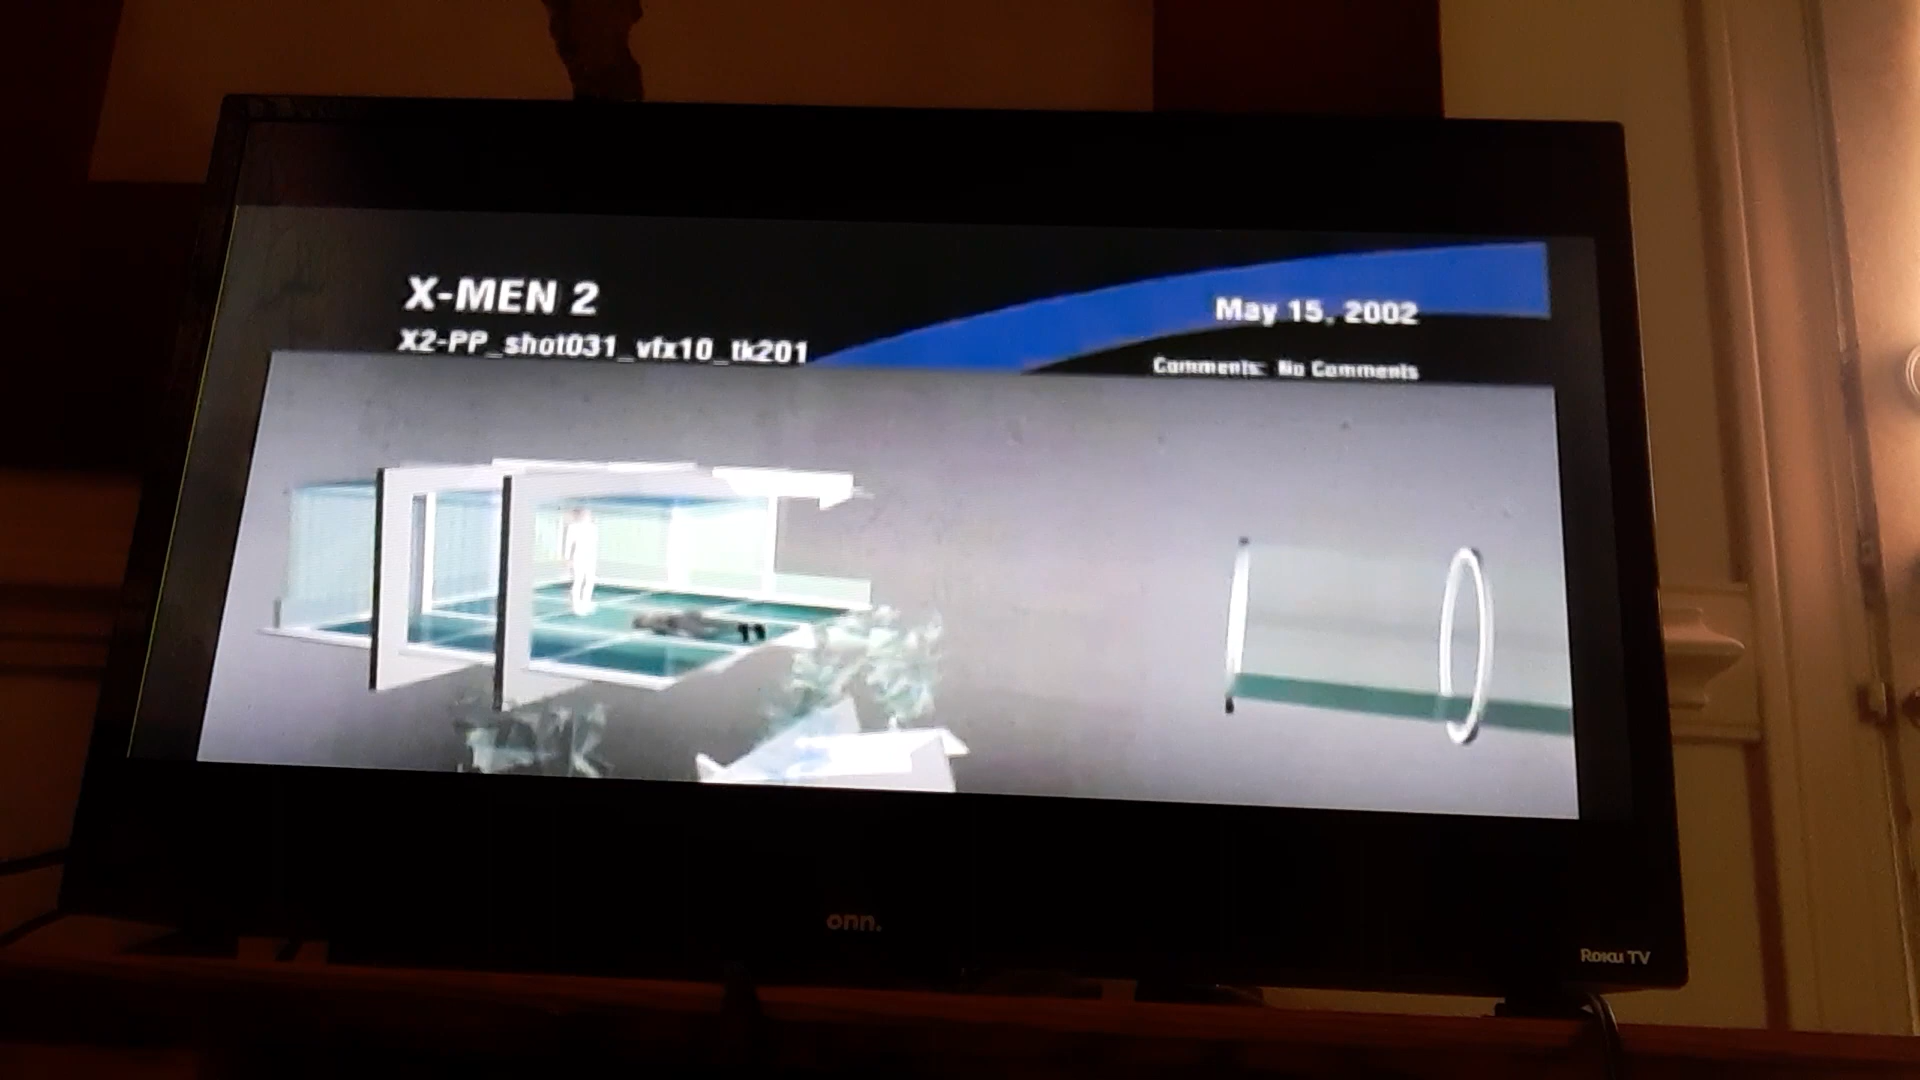 X-MEN 2
May 15, 2002
X2-PP_shot031_vfx10_tk201
Comments: No Comments
onn.
Roku TV